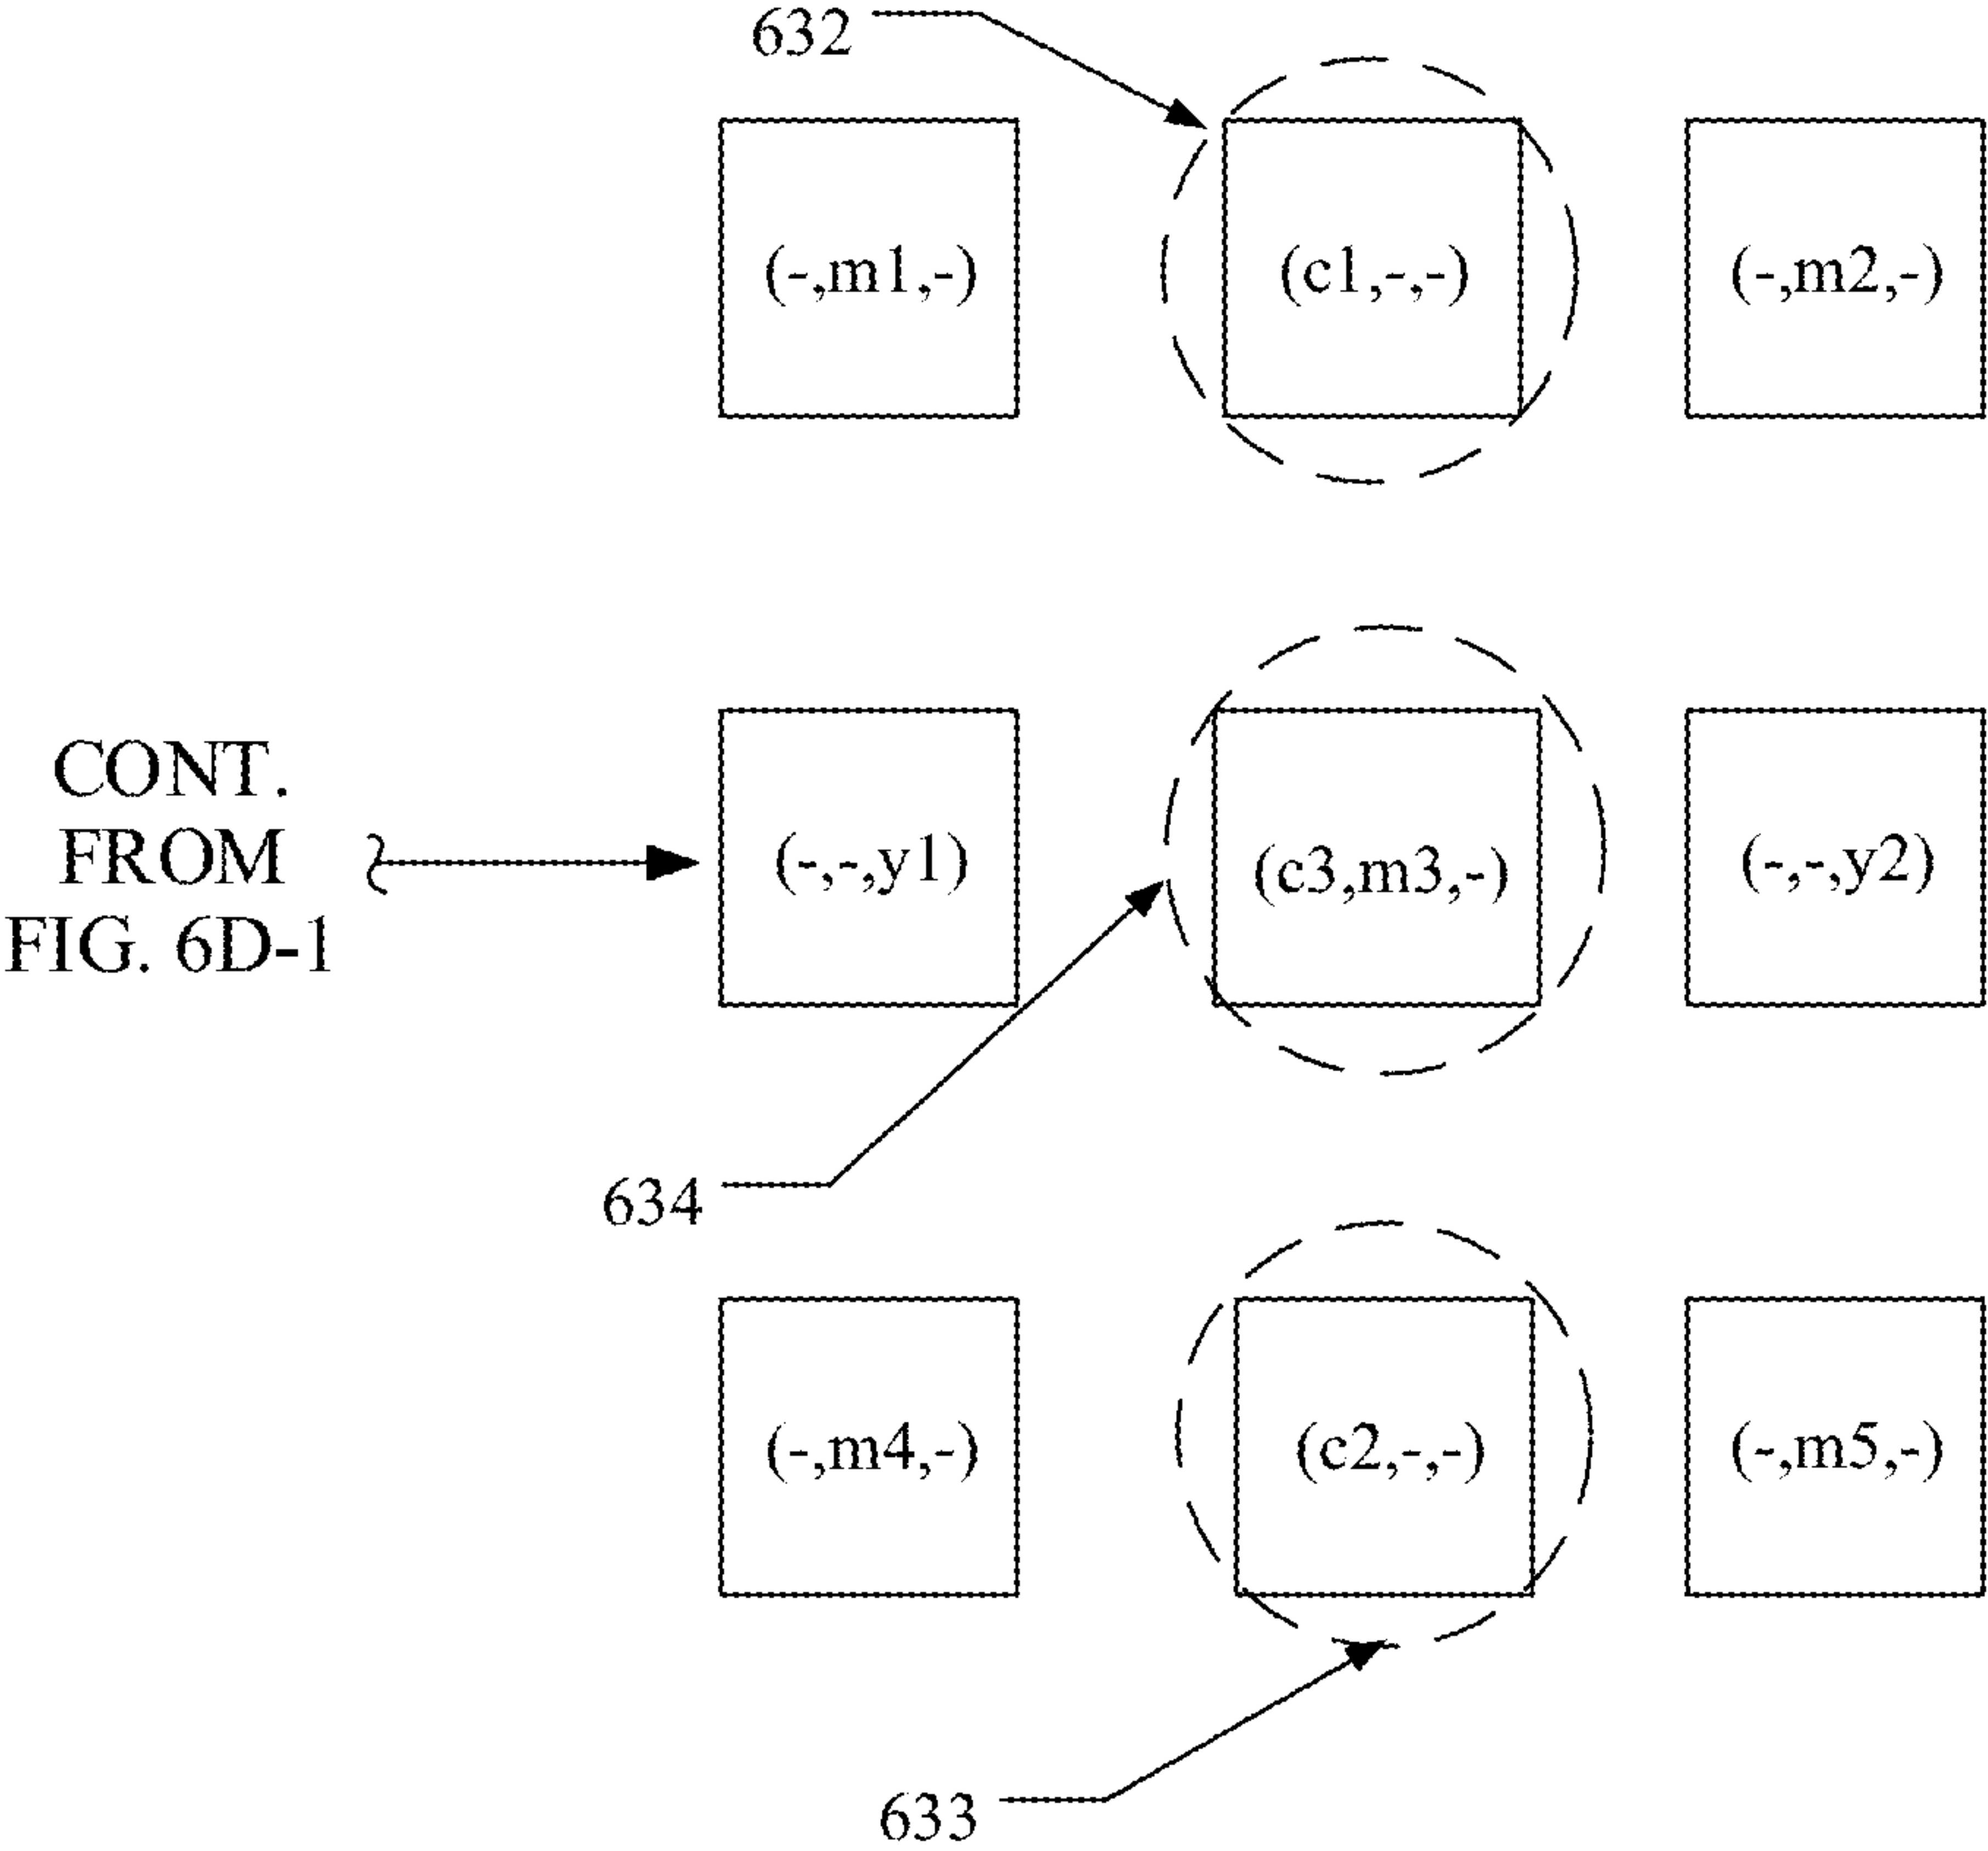 632
(-,m1,-)
(c1,-,-)
(-,m2,-)
CONT.
FROM
FIG. 6D-1
(-,-,y1)
(c3,m3,-)
(-,-,y2)
634
(-,m4,-)
(c2,-,-)
(-,m5,-)
633